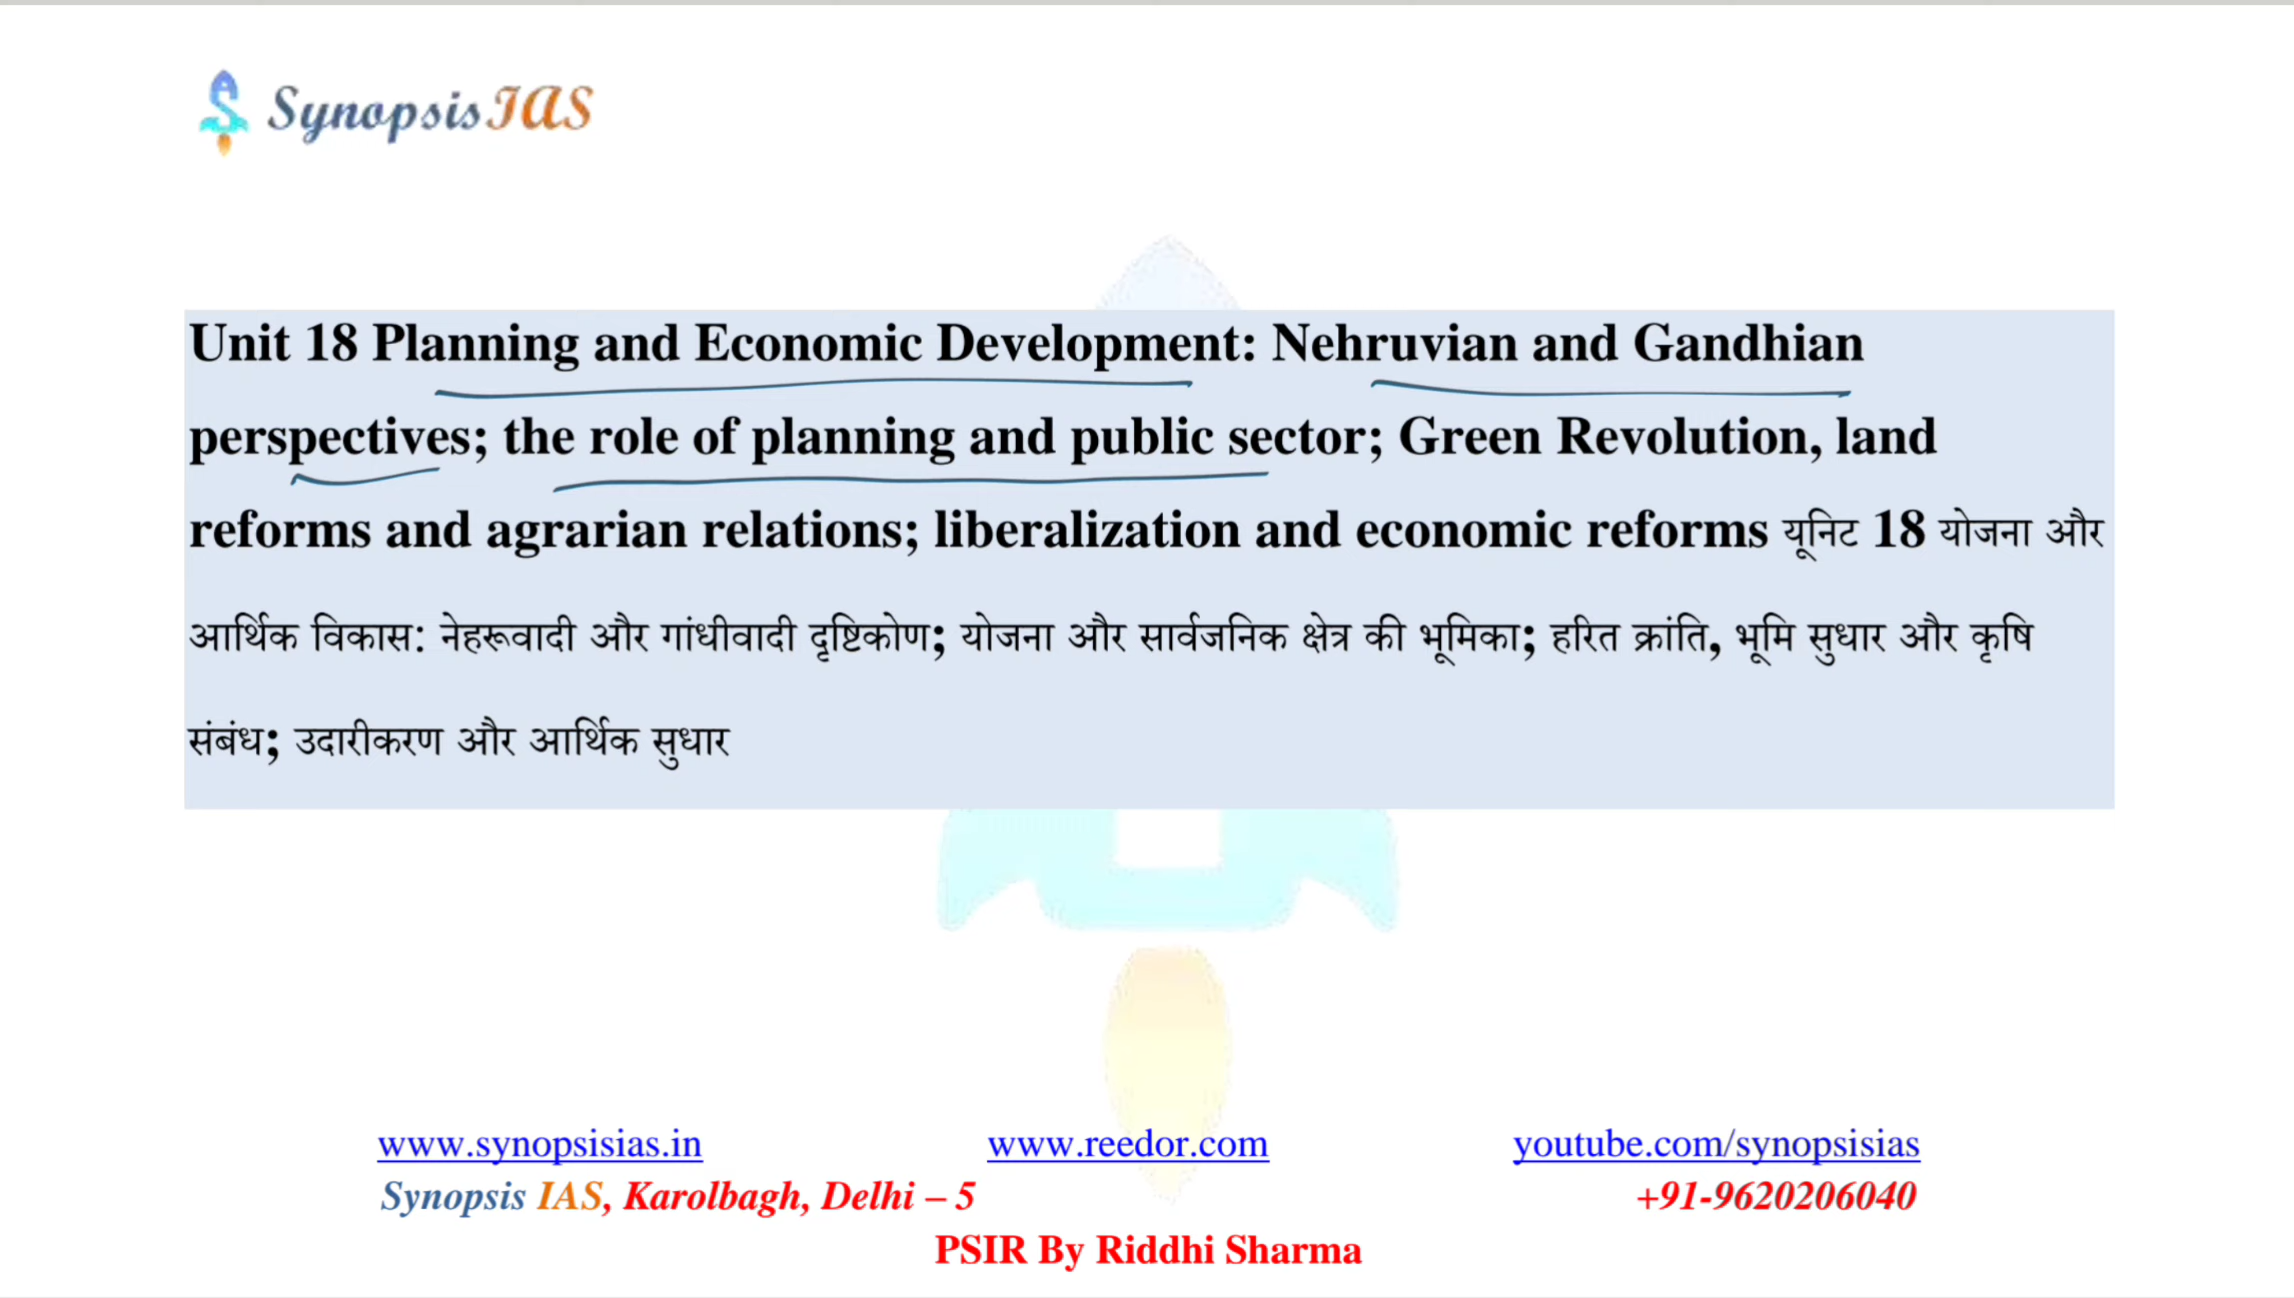 Synopsis IAS
Unit 18 Planning and Economic Development: Nehruvian and Gandhian
perspectives; the role of planning and public sector; Green Revolution, land
reforms and agrarian relations; liberalization and economic reforms यूनिट 18 योजना और
आर्थिक विकास: नेहरूवादी और गांधीवादी दृष्टिकोण; योजना और सार्वजनिक क्षेत्र की भूमिका; हरित क्रांति, भूमि सुधार और कृषि
संबंध; उदारीकरण और आर्थिक सुधार
www.synopsisias.in www.reedor.com youtube.com/synopsisias
Synopsis IAS, Karolbagh, Delhi – 5 +91-9620206040
PSIR By Riddhi Sharma